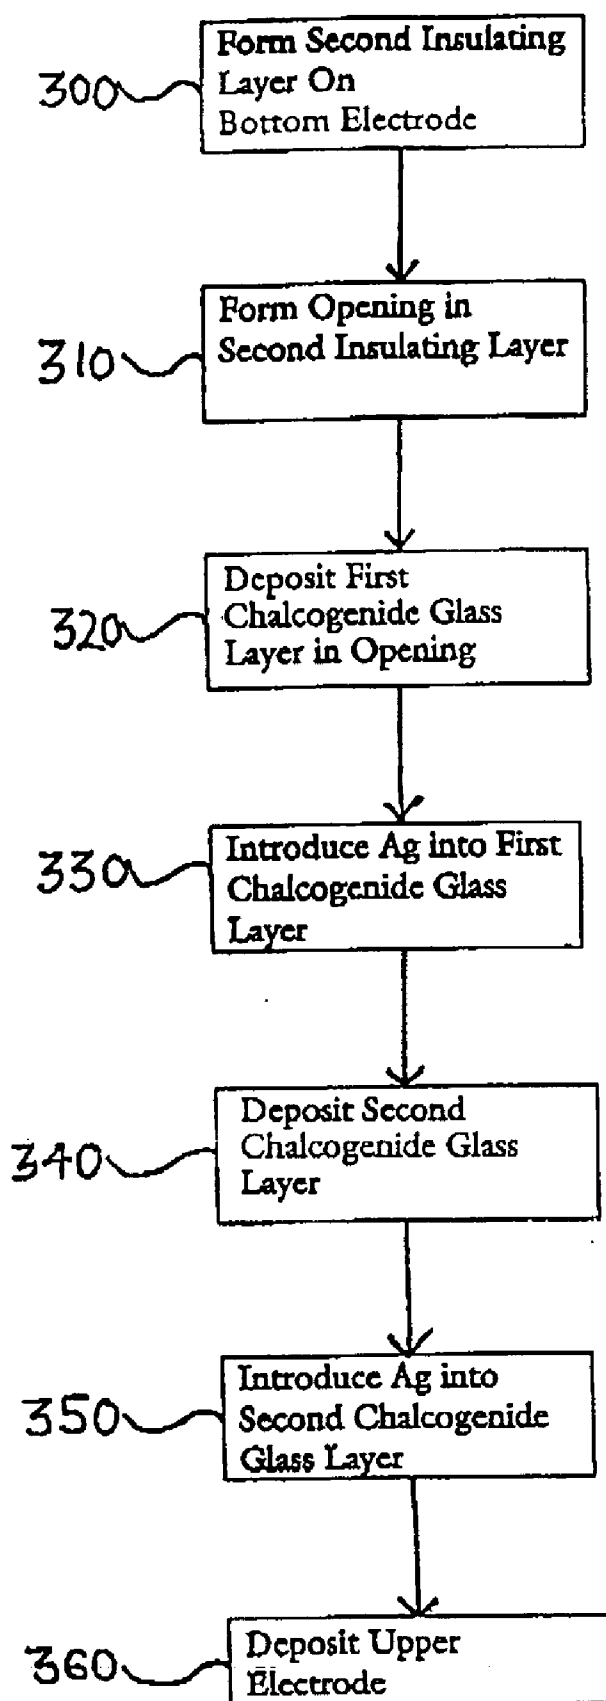 300
Form Second Insulating
Layer On
Bottom Electrode
310
Form Opening in
Second Insulating Layer
320
Deposit First
Chalcogenide Glass
Layer in Opening
330
Introduce Ag into First
Chalcogenide Glass
Layer
340
Deposit Second
Chalcogenide Glass
Layer
350
Introduce Ag into
Second Chalcogenide
Glass Layer
360
Deposit Upper
Electrode